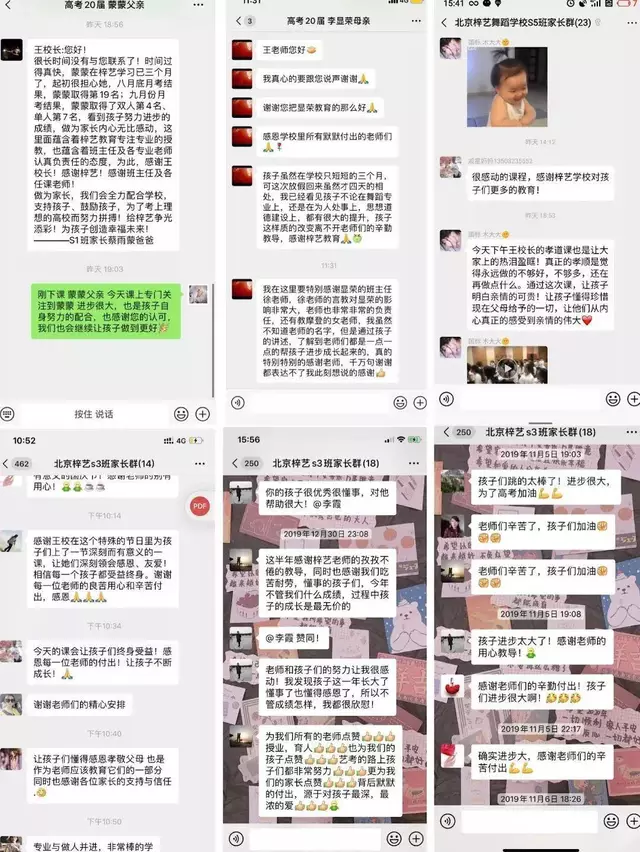 高考20届 蒙蒙父亲
昨天 18:56
王校长:您好!
很长时间没有与您联系了!时间过
得真快,蒙蒙在梓艺学习已三个月
了,起初很担心她,八月底月考结
果,蒙蒙取得第19名;九月份月
考结果,蒙蒙取得了双人第4名、
单人第7名,看到孩子努力进步的
成绩,做为家长内心无比感动,这
里面蕴含着梓艺教育专注专业的授
教,也蕴含着班主任及各专业老师
认真负责任的态度,为此,感谢王
校长!感谢梓艺!感谢班主任及各
任课老师!
做为家长,我们会全力配合学校,
支持孩子、鼓励孩子,为了考上理
想的高校而努力拼搏!给梓艺争光
添彩!为孩子创造幸福未来!
———S1班家长蔡雨蒙爸爸
昨天 19:03
刚下课 蒙蒙父亲 今天课上专门关
注到蒙蒙 进步很大,也是孩子自
身努力的配合,也感谢您的认可,
我们也会继续让孩子做到更好🎉
按住 说话
11:31
3
高考20届 李显荣母亲
王老师您好🤝
我真心的要跟您说声谢谢🙏
谢谢您把显荣教育的那么好🙏
感恩学校里所有默默付出的老师们
🙏🌹
孩子虽然在学校只短短的三个月,
可这次放假回来虽然才四天的相
处,我已经看见孩子不论在舞蹈专
业上,还是在为人处事上,思想道
德建设上,都有很大的提升,孩子
这样质的改变离不开老师们的辛勤
教导,感谢梓艺教育🙏
11:31
我在这里要特别感谢显荣的班主任
徐老师,徐老师的言教对显荣的影
响非常大,老师也非常非常的负责
任,还有教摩登的女老师,我虽然
不知道老师的名字,但是通过孩子
的讲述,了解到老师们都是一点一
点的帮孩子进步成长起来的,真的
特别特别的感谢老师,千万句谢谢
都表达不了我此刻想说的感谢👍
15:41
北京梓艺舞蹈学校S5班家长群(23)
国标 木大大
昨天 14:13
很感动的课程,感谢梓艺学校对孩
子们更多的教育!
昨天 18:53
国标 木大大
今天下午王校长的孝道课也是让大
家上的热泪盈眶!真正的孝顺是觉
得永远做的不够好,不够多,还在
再做点什么。通过这次课,让孩子
明白亲情的可贵!让孩子懂得珍惜
现在父母给予的一切,让他们从内
心真正的感受到亲情的伟大❤
国标 木大大
10:52
4G
462
北京梓艺s3班家长群(14)
用心!
PDF
下午10:14
感谢王校在这个特殊的节日里为孩
子们上了一节深刻而有意义的一
课,让她们深刻领会感恩、友爱!
相信每一个孩子都受益终身。谢谢
每一位老师的良苦用心和辛苦付
出,感恩🙏🙏🙏
下午10:34
今天的课会让孩子们终身受益!感
恩每一位老师的付出!让孩子不断
成长!🙏
谢谢老师们的精心安排
下午10:40
让孩子们懂得感恩孝敬父母 也是
作为老师应该教育它们的一部分
同时也感谢各位家长的支持与信任
下午10:50
专业与做人并进,非常棒的学
15:56
4G
250
北京梓艺s3班家长群(18)
你的孩子很优秀很懂事,对他
帮助很大!@李霞
2019年12月30日 23:08
这半年感谢梓艺老师的孜孜不
倦的教导,同时也感谢我们吃
苦耐劳,懂事的孩子们,今年
不管我们什么成绩,过程中孩
子的成长是最无价的
@李霞 赞同!
老师和孩子们的努力让我很感
动!我发现孩子这一年长大了
懂事了也懂得感恩了,所以不
管成绩怎样,我都很欣慰!
为我们所有的老师点赞👍👍👍
授业,育人👍👍👍也为我们的
孩子点赞👍👍👍艺考的路上孩
子们都非常努力👍👍👍更为我
们的家长点赞👍👍👍背后默默
的付出,源于对孩子最深,最
浓的爱👍👍👍
250
北京梓艺s3班家长群(18)
2019年11月5日 19:03
孩子们跳的太棒了!进步很大,
为了高考加油💪💪
老师们辛苦了,孩子们加油
老师们辛苦了,孩子们加油
2019年11月5日 19:08
孩子进步太大了!感谢老师的
用心教导!
感谢老师们的辛勤付出!孩子
们进步很大啊!
2019年11月5日 22:17
确实进步大,感谢老师们的辛
苦付出💪💪
2019年11月6日 18:26